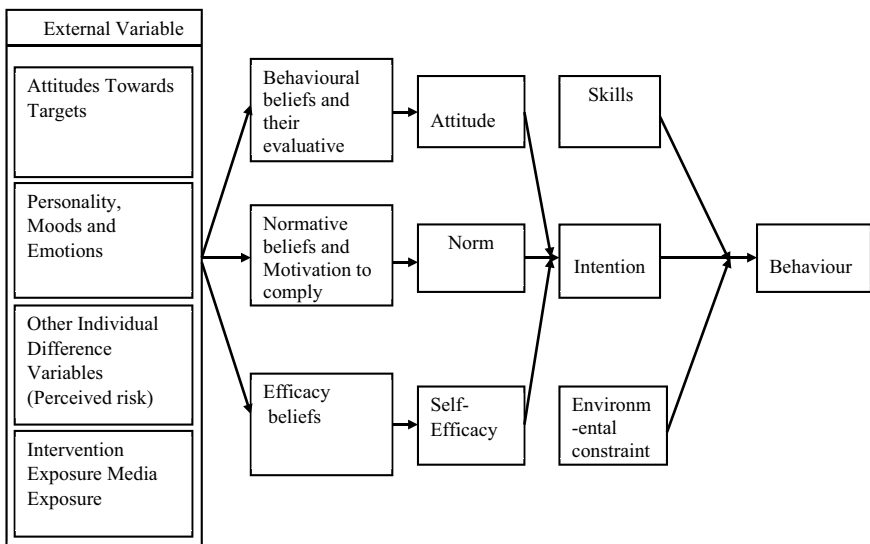 External Variable
Attitudes Towards
Targets
Personality,
Moods and
Emotions
Other Individual
Difference
Variables
(Perceived risk)
Intervention
Exposure Media
Exposure
Behavioural
beliefs and
their
evaluative
Normative
beliefs and
Motivation to
comply
Efficacy
beliefs
Attitude
Norm
Self-
Efficacy
Skills
Intention
Environm
-ental
constraint
Behaviour